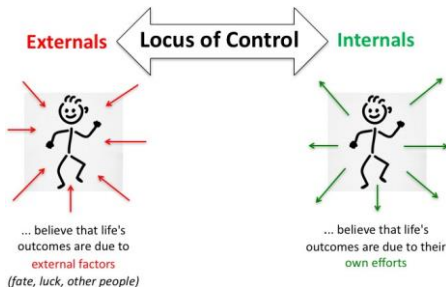 Locus of Control
Externals
Internals
... believe that life's
outcomes are due to
external factors
(fate, luck, other people)
... believe that life's
outcomes are due to their
own efforts